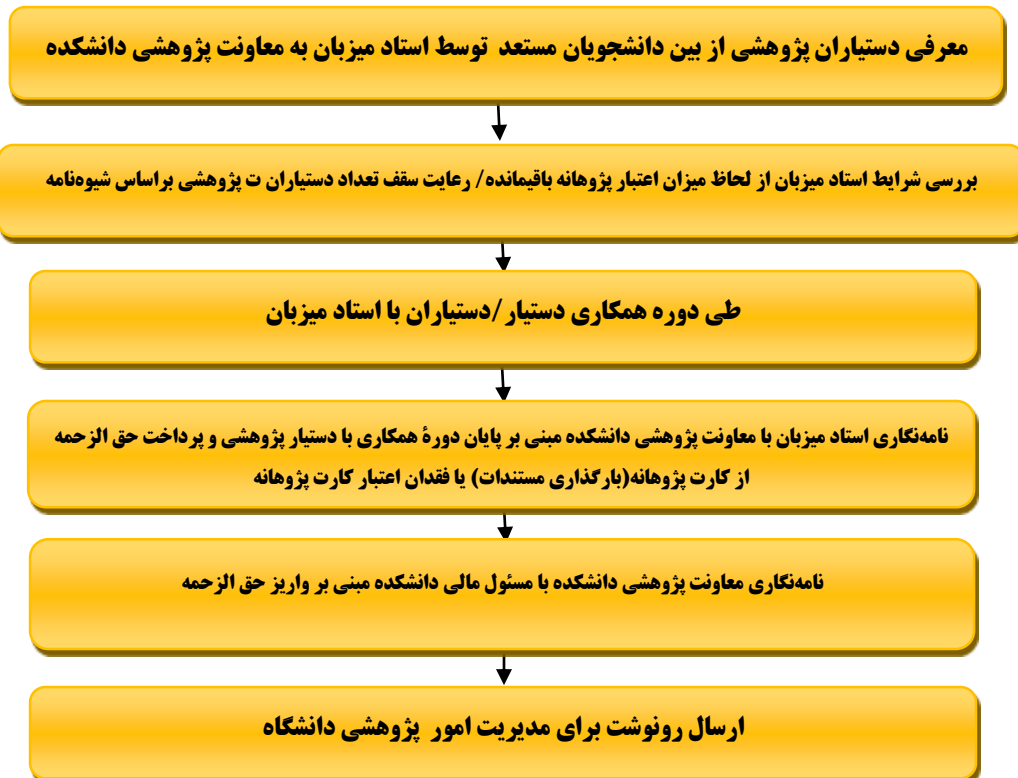 معرفی دستیاران پژوهشی از بین دانشجویان مستعد توسط استاد میزبان به معاونت پژوهشی دانشکده
بررسی شرایط استاد میزبان از لحاظ میزان اعتبار پژوهانه باقیمانده/ رعایت سقف تعداد دستیاران ت پژوهشی براساس شیوه‌نامه
طی دوره همکاری دستیار/دستیاران با استاد میزبان
نامه‌نگاری استاد میزبان با معاونت پژوهشی دانشکده مبنی بر پایان دورهٔ همکاری با دستیار پژوهشی و پرداخت حق الزحمه
از کارت پژوهانه(بارگذاری مستندات) یا فقدان اعتبار کارت پژوهانه
نامه‌نگاری معاونت پژوهشی دانشکده با مسئول مالی دانشکده مبنی بر واریز حق الزحمه
ارسال رونوشت برای مدیریت امور پژوهشی دانشگاه